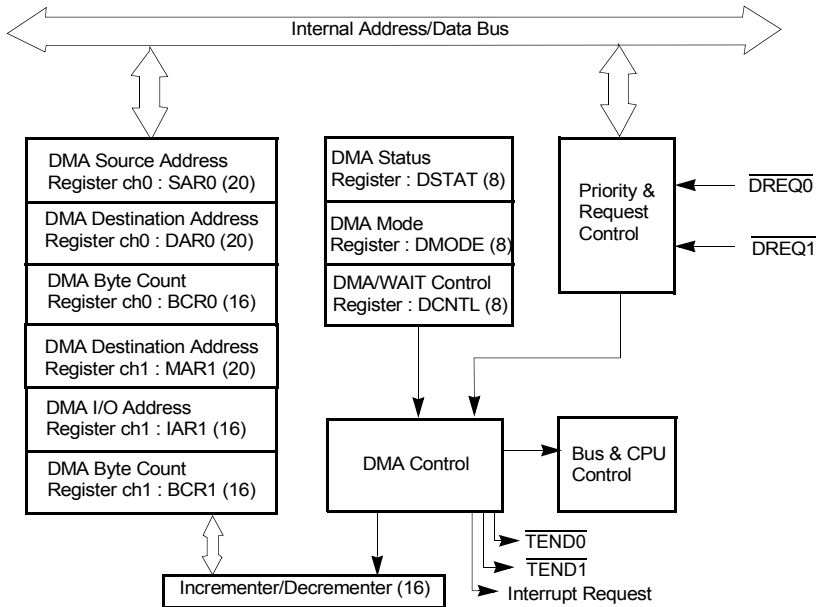 Internal Address/Data Bus
DMA Source Address
Register ch0 : SAR0 (20)
DMA Destination Address
Register ch0 : DAR0 (20)
DMA Byte Count
Register ch0 : BCR0 (16)
DMA Destination Address
Register ch1 : MAR1 (20)
DMA I/O Address
Register ch1 : IAR1 (16)
DMA Byte Count
Register ch1 : BCR1 (16)
DMA Status
Register : DSTAT (8)
DMA Mode
Register : DMODE (8)
DMA/WAIT Control
Register : DCNTL (8)
Priority &
Request
Control
DREQ0
DREQ1
DMA Control
Bus & CPU
Control
TEND0
TEND1
Interrupt Request
Incrementer/Decrementer (16)